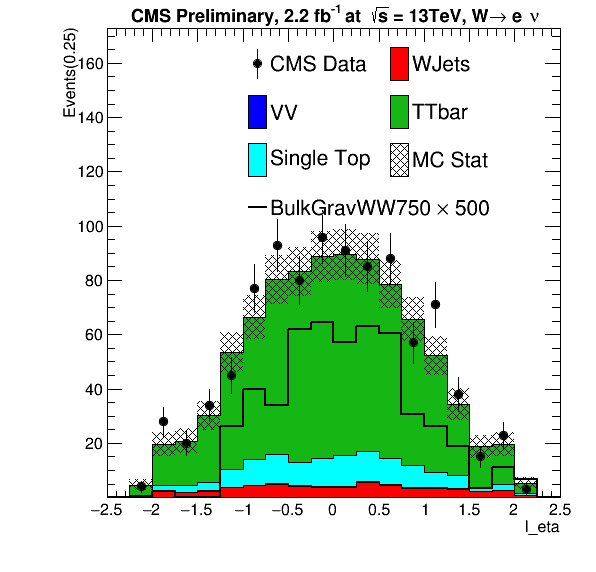 CMS Preliminary, 2.2 fb⁻¹ at √s = 13TeV, W→ e ν
Events(0.25)
CMS Data
WJets
VV
TTbar
Single Top
MC Stat
BulkGravWW750 × 500
160
140
120
100
80
60
40
20
−2.5 −2 −1.5 −1 −0.5 0 0.5 1 1.5 2 2.5
l_eta